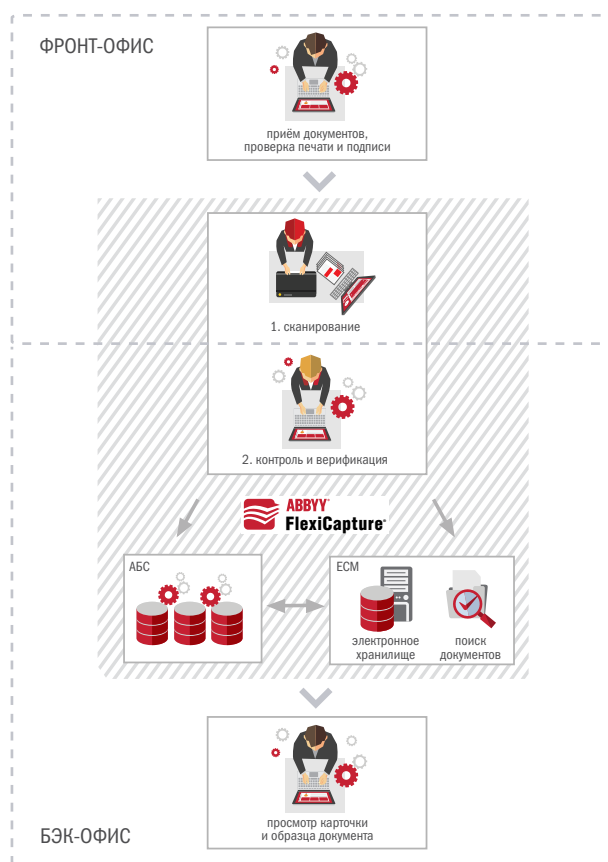 ФРОНТ-ОФИС
приём документов,
проверка печати и подписи
1. сканирование
2. контроль и верификация
ABBYY®
FlexiCapture®
АБС
ECM
электронное
хранилище
поиск
документов
просмотр карточки
и образца документа
БЭК-ОФИС